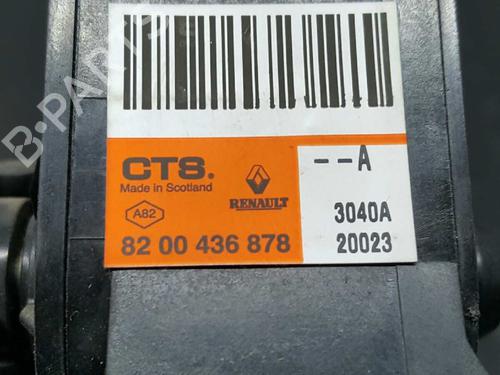 B-PARTS
CTS.
Made in Scotland
A82
RENAULT
82 00 436 878
--A
3040A
20023